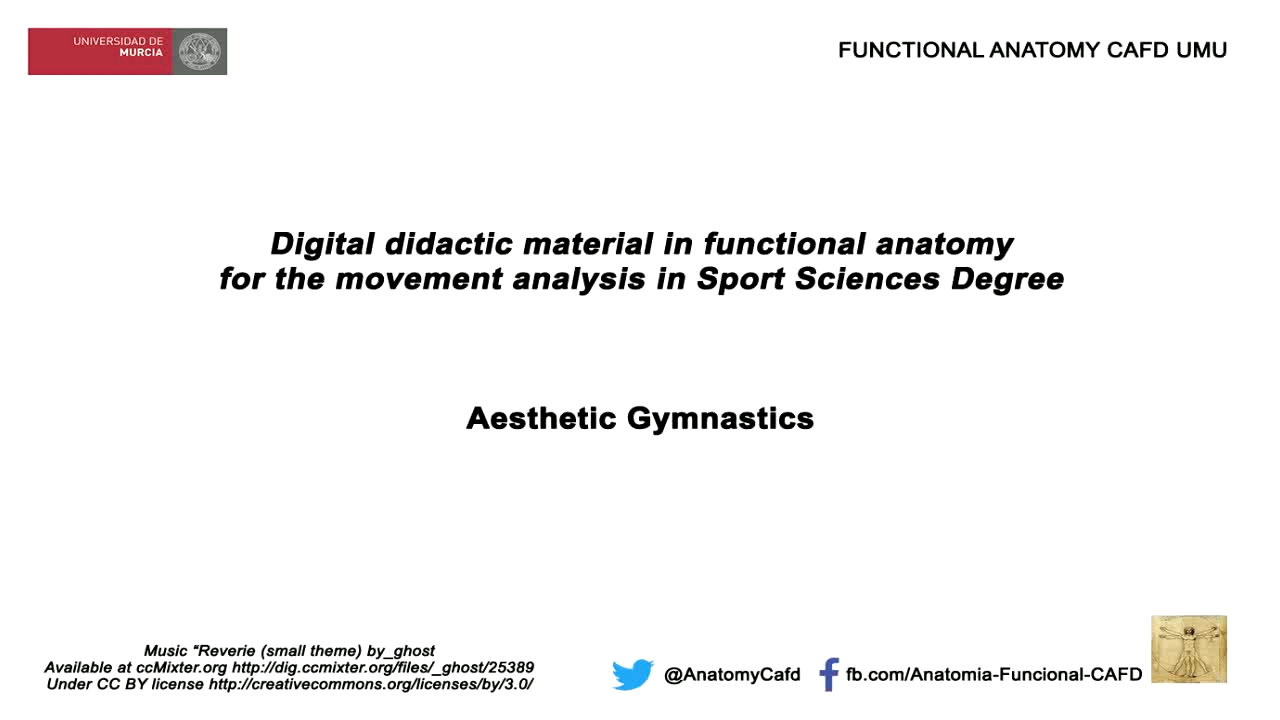 UNIVERSIDAD DE
MURCIA
FUNCTIONAL ANATOMY CAFD UMU
Digital didactic material in functional anatomy
for the movement analysis in Sport Sciences Degree
Aesthetic Gymnastics
Music "Reverie (small theme) by_ghost
Available at ccMixter.org http://dig.ccmixter.org/files/_ghost/25389
Under CC BY license http://creativecommons.org/licenses/by/3.0/
@AnatomyCafd
fb.com/Anatomia-Funcional-CAFD